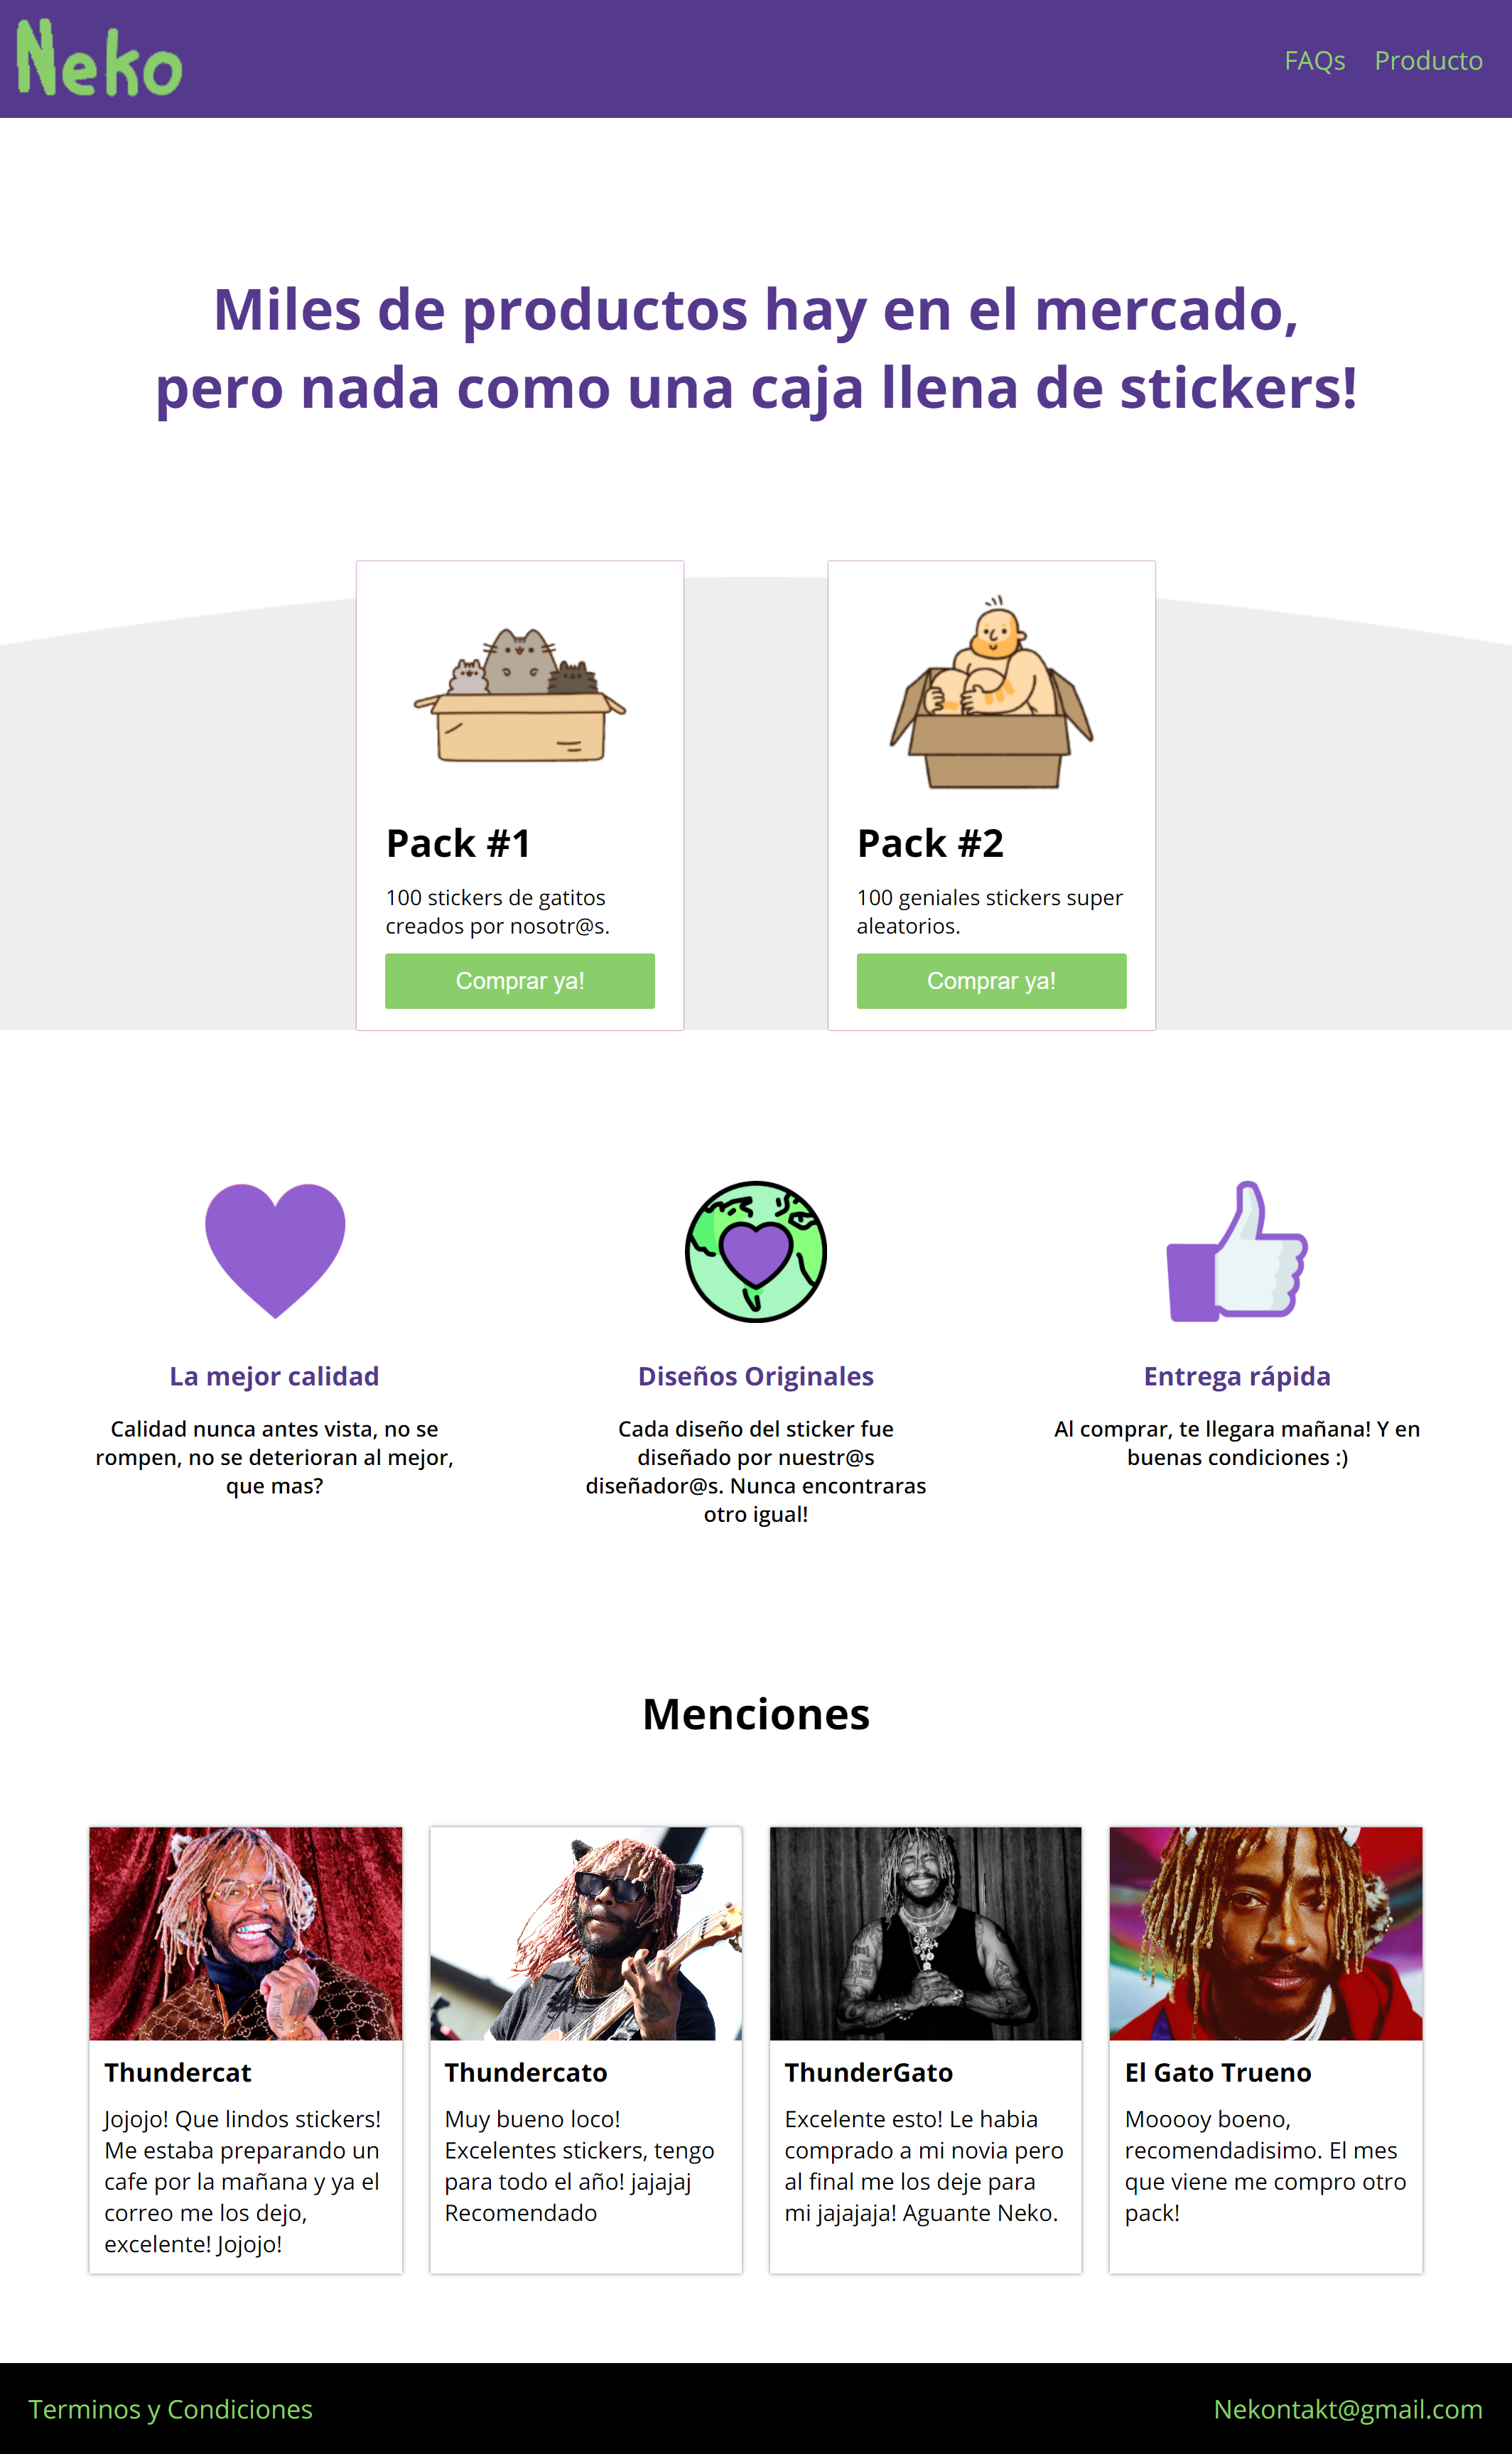 Neko
FAQs
Producto
Miles de productos hay en el mercado,
pero nada como una caja llena de stickers!
Pack #1
100 stickers de gatitos
creados por nosotr@s.
Comprar ya!
Pack #2
100 geniales stickers super
aleatorios.
Comprar ya!
La mejor calidad
Calidad nunca antes vista, no se
rompen, no se deterioran al mejor,
que mas?
Diseños Originales
Cada diseño del sticker fue
diseñado por nuestr@s
diseñador@s. Nunca encontraras
otro igual!
Entrega rápida
Al comprar, te llegara mañana! Y en
buenas condiciones :)
Menciones
Thundercat
Jojojo! Que lindos stickers!
Me estaba preparando un
cafe por la mañana y ya el
correo me los dejo,
excelente! Jojojo!
Thundercato
Muy bueno loco!
Excelentes stickers, tengo
para todo el año! jajajaj
Recomendado
ThunderGato
Excelente esto! Le habia
comprado a mi novia pero
al final me los deje para
mi jajajaja! Aguante Neko.
El Gato Trueno
Mooooy boeno,
recomendadisimo. El mes
que viene me compro otro
pack!
Terminos y Condiciones
Nekontakt@gmail.com